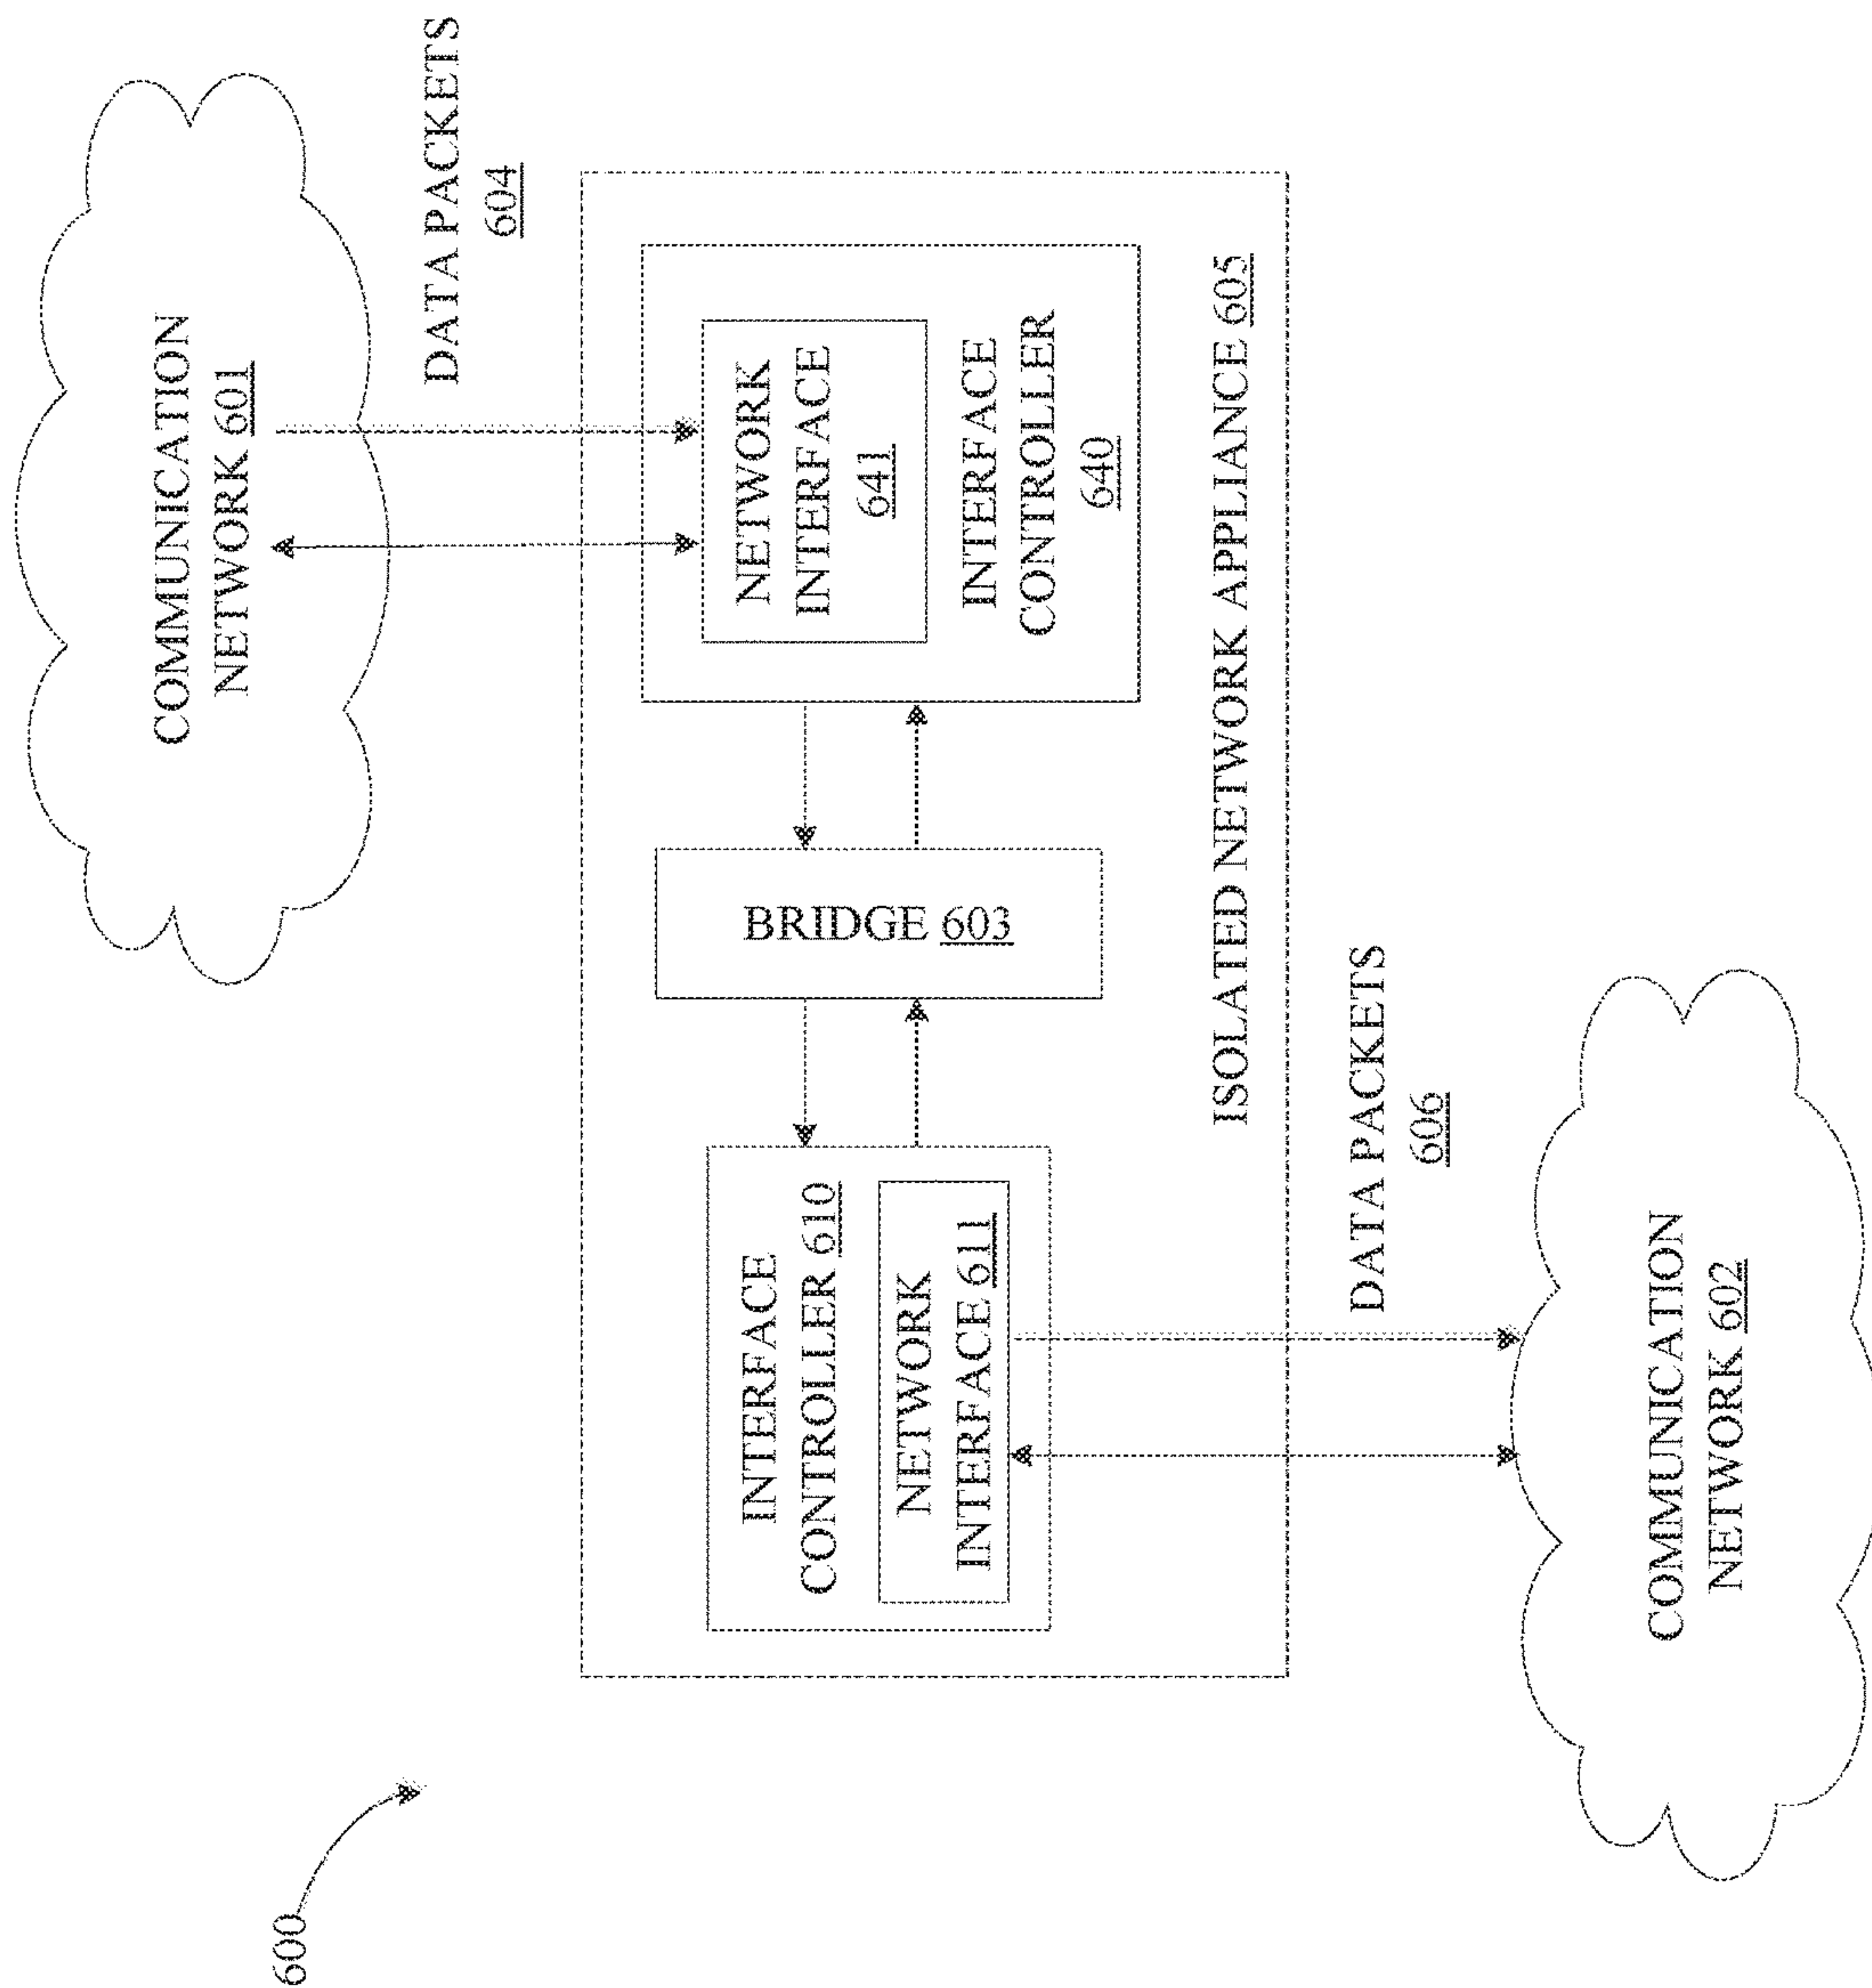 600
COMMUNICATION
NETWORK 601
DATA PACKETS
604
INTERFACE
CONTROLLER 610
NETWORK
INTERFACE 611
BRIDGE 603
NETWORK
INTERFACE
641
INTERFACE
CONTROLLER
640
ISOLATED NETWORK APPLIANCE 605
DATA PACKETS
606
COMMUNICATION
NETWORK 602